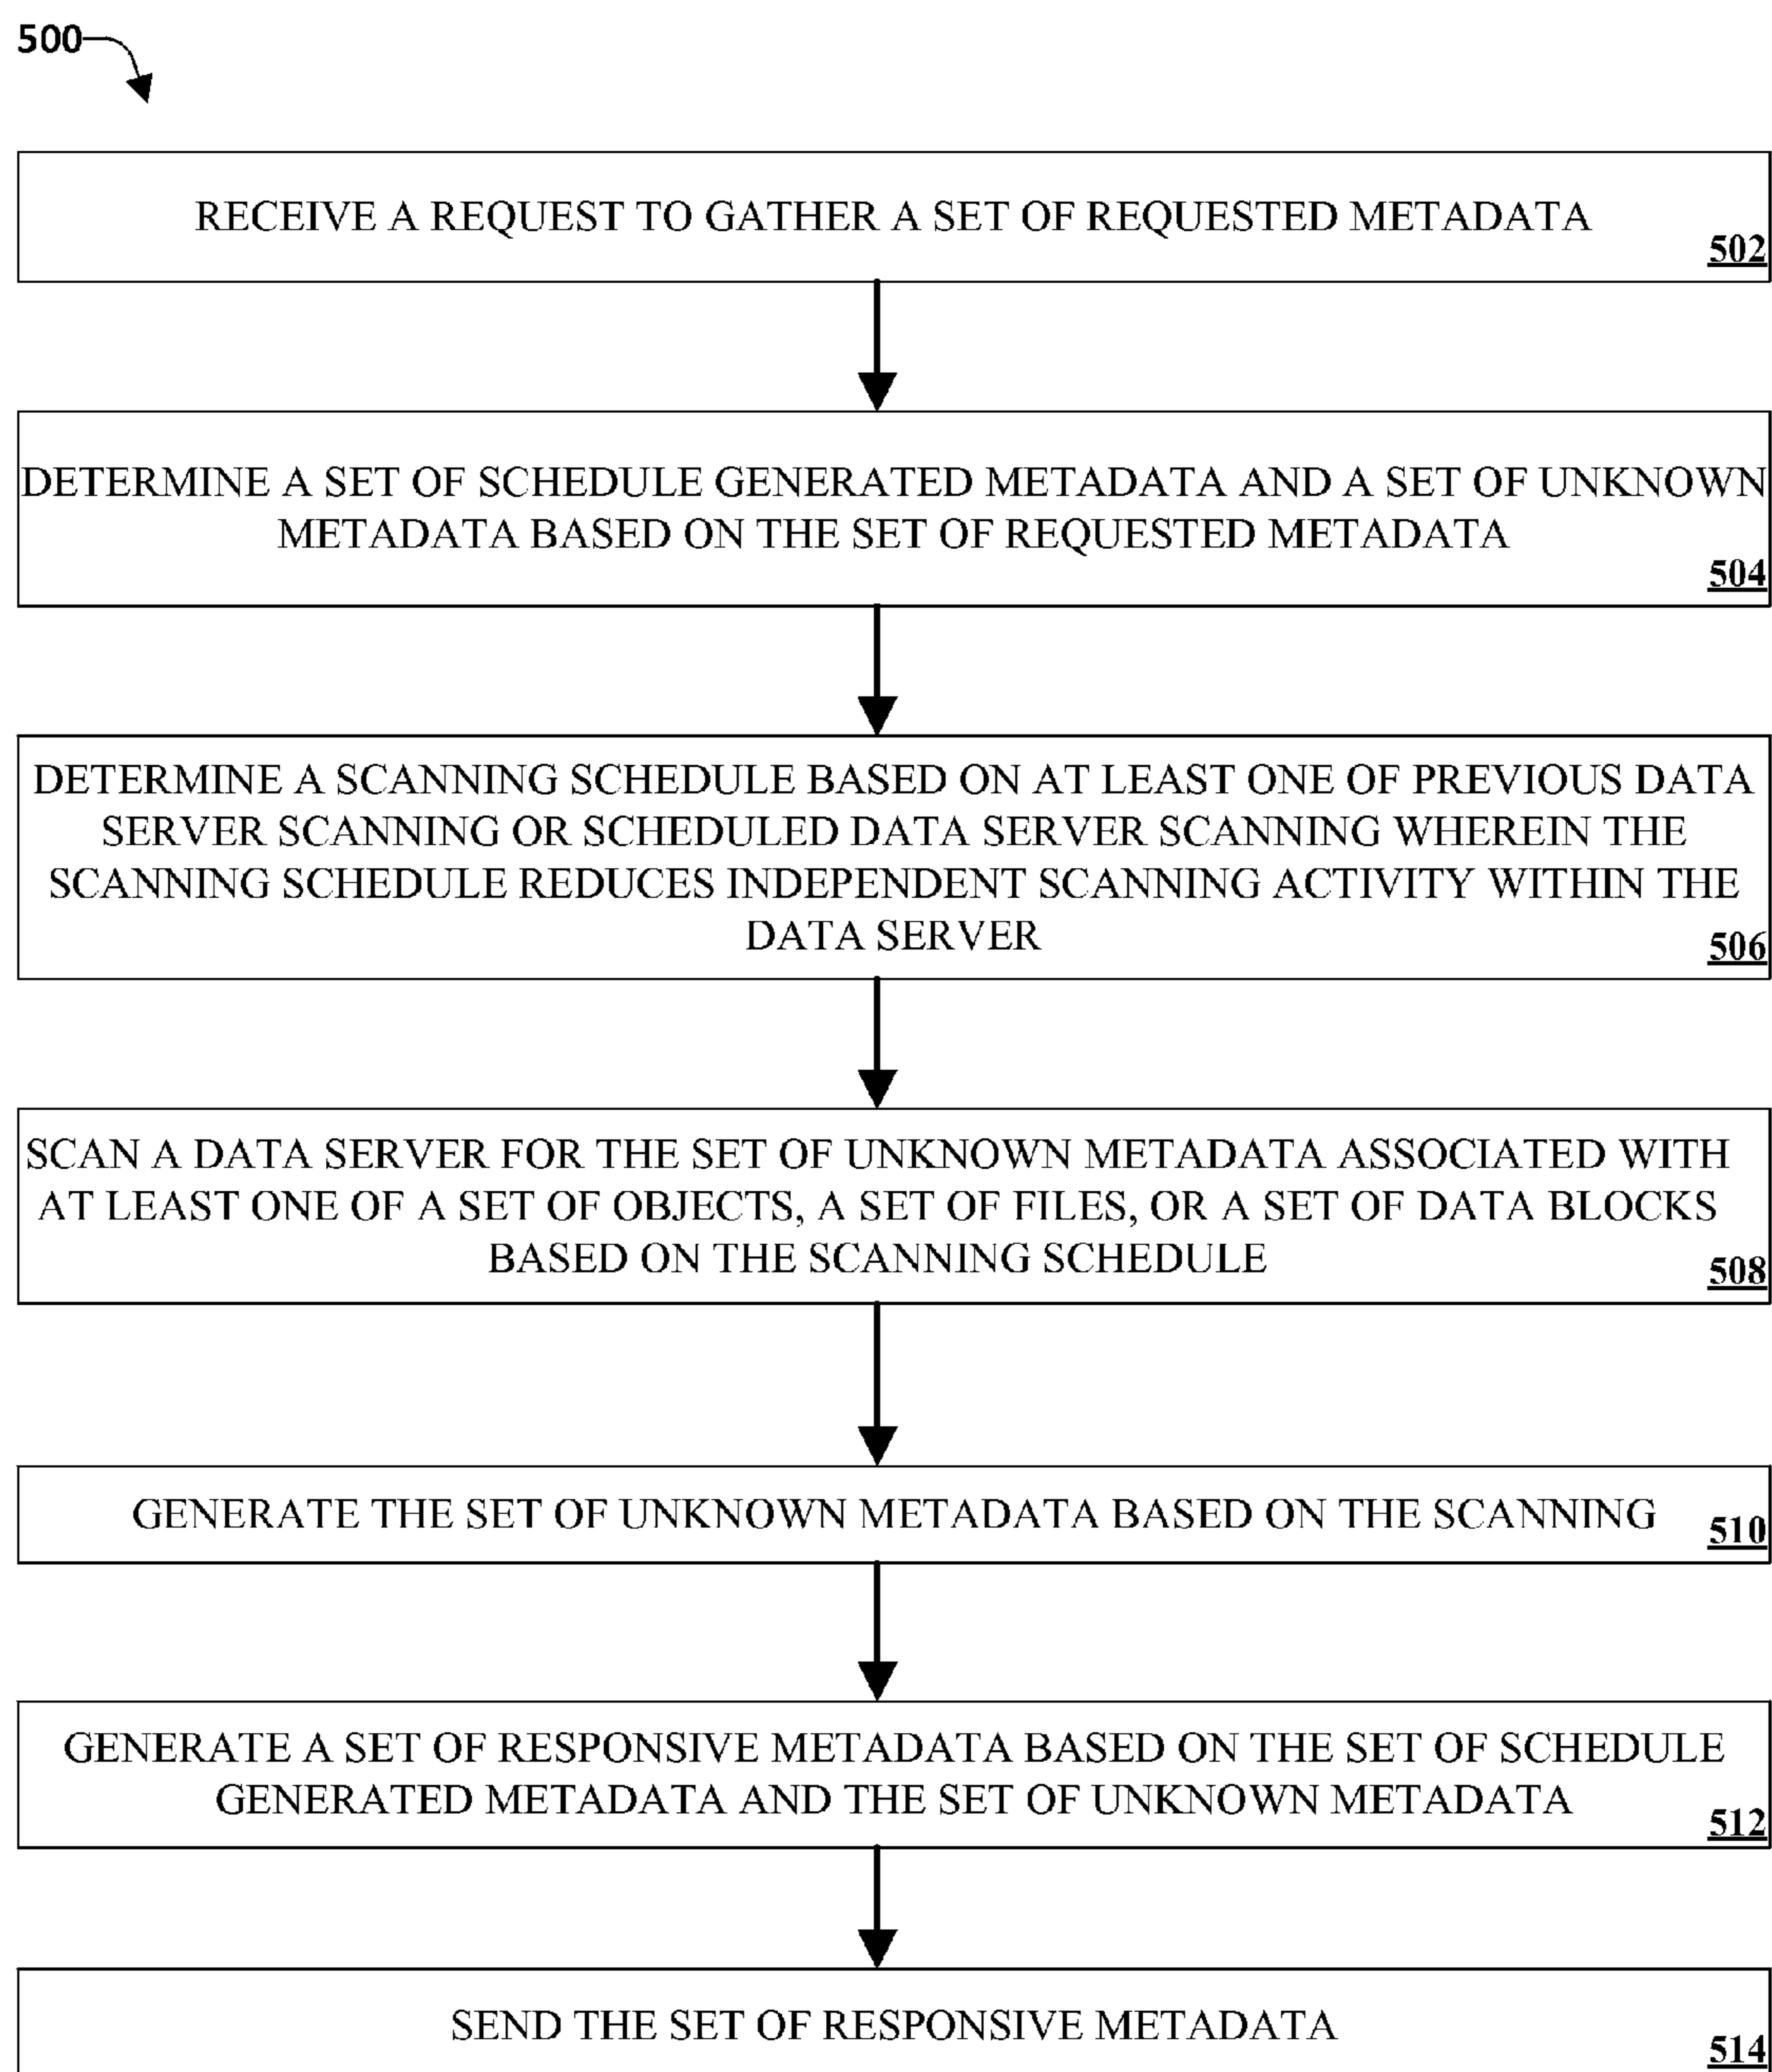 500
RECEIVE A REQUEST TO GATHER A SET OF REQUESTED METADATA
502
DETERMINE A SET OF SCHEDULE GENERATED METADATA AND A SET OF UNKNOWN
METADATA BASED ON THE SET OF REQUESTED METADATA
504
DETERMINE A SCANNING SCHEDULE BASED ON AT LEAST ONE OF PREVIOUS DATA
SERVER SCANNING OR SCHEDULED DATA SERVER SCANNING WHEREIN THE
SCANNING SCHEDULE REDUCES INDEPENDENT SCANNING ACTIVITY WITHIN THE
DATA SERVER
506
SCAN A DATA SERVER FOR THE SET OF UNKNOWN METADATA ASSOCIATED WITH
AT LEAST ONE OF A SET OF OBJECTS, A SET OF FILES, OR A SET OF DATA BLOCKS
BASED ON THE SCANNING SCHEDULE
508
GENERATE THE SET OF UNKNOWN METADATA BASED ON THE SCANNING
510
GENERATE A SET OF RESPONSIVE METADATA BASED ON THE SET OF SCHEDULE
GENERATED METADATA AND THE SET OF UNKNOWN METADATA
512
SEND THE SET OF RESPONSIVE METADATA
514